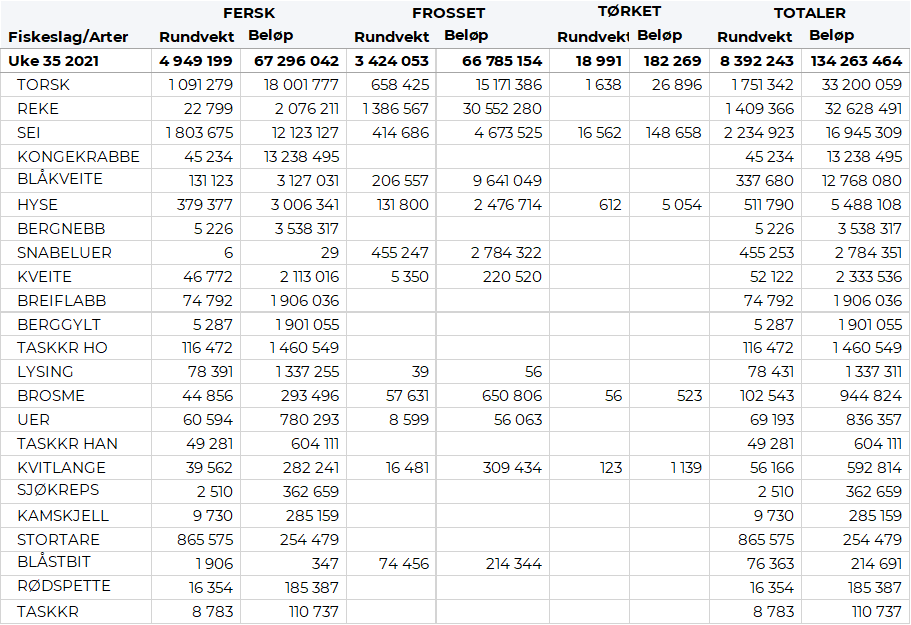 FERSK FROSSET TØRKET TOTALER
Fiskeslag/Arter Rundvekt Beløp Rundvekt Beløp Rundvekt Beløp Rundvekt Beløp
Uke 35 2021 4 949 199 67 296 042 3 424 053 66 785 154 18 991 182 269 8 392 243 134 263 464
TORSK 1 091 279 18 001 777 658 425 15 171 386 1 638 26 896 1 751 342 33 200 059
REKE 22 799 2 076 211 1 386 567 30 552 280 1 409 366 32 628 491
SEI 1 803 675 12 123 127 414 686 4 673 525 16 562 148 658 2 234 923 16 945 309
KONGEKRABBE 45 234 13 238 495 45 234 13 238 495
BLÅKVEITE 131 123 3 127 031 206 557 9 641 049 337 680 12 768 080
HYSE 379 377 3 006 341 131 800 2 476 714 612 5 054 511 790 5 488 108
BERGNEBB 5 226 3 538 317 5 226 3 538 317
SNABELUER 6 29 455 247 2 784 322 455 253 2 784 351
KVEITE 46 772 2 113 016 5 350 220 520 52 122 2 333 536
BREIFLABB 74 792 1 906 036 74 792 1 906 036
BERGGYLT 5 287 1 901 055 5 287 1 901 055
TASKKR HO 116 472 1 460 549 116 472 1 460 549
LYSING 78 391 1 337 255 39 56 78 431 1 337 311
BROSME 44 856 293 496 57 631 650 806 56 523 102 543 944 824
UER 60 594 780 293 8 599 56 063 69 193 836 357
TASKKR HAN 49 281 604 111 49 281 604 111
KVITLANGE 39 562 282 241 16 481 309 434 123 1 139 56 166 592 814
SJØKREPS 2 510 362 659 2 510 362 659
KAMSKJELL 9 730 285 159 9 730 285 159
STORTARE 865 575 254 479 865 575 254 479
BLÅSTBIT 1 906 347 74 456 214 344 76 363 214 691
RØDSPETTE 16 354 185 387 16 354 185 387
TASKKR 8 783 110 737 8 783 110 737